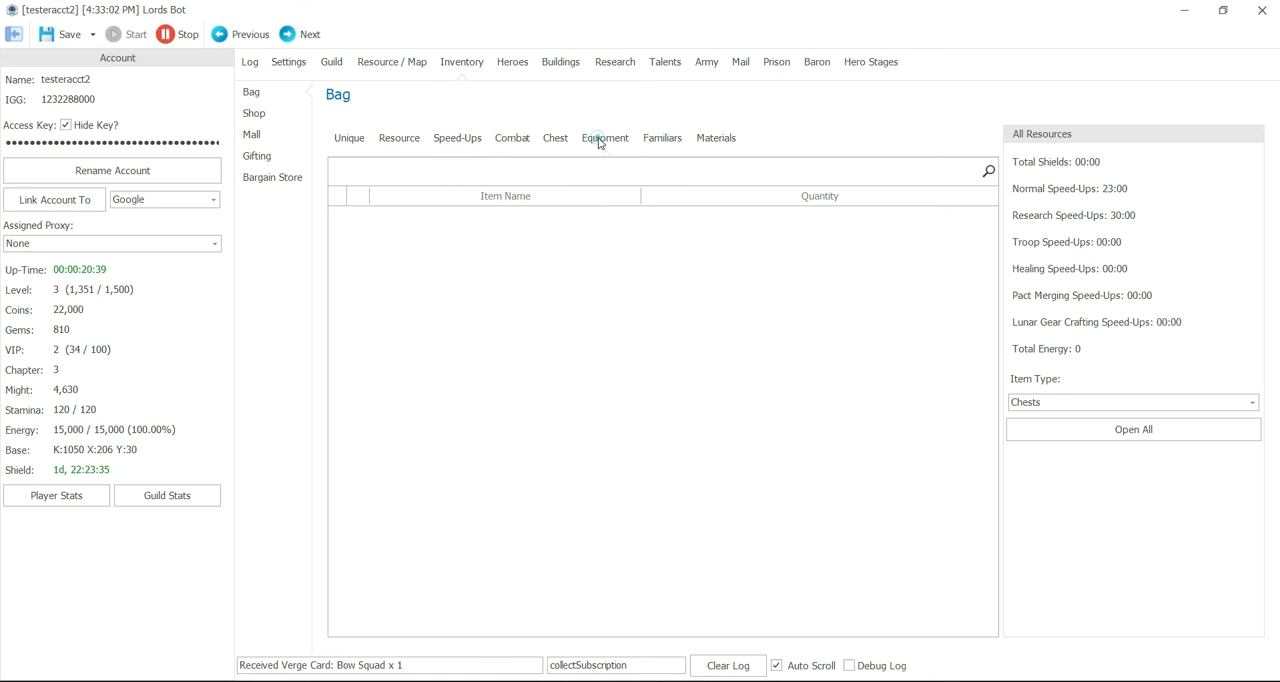 [testeracct2] [4:33:02 PM] Lords Bot
Save Start Stop Previous Next
Account
Name: testeracct2
IGG: 1232288000
Access Key: Hide Key?
Rename Account
Link Account To Google
Assigned Proxy:
None
Up-Time: 00:00:20:39
Level: 3 (1,351 / 1,500)
Coins: 22,000
Gems: 810
VIP: 2 (34 / 100)
Chapter: 3
Might: 4,630
Stamina: 120 / 120
Energy: 15,000 / 15,000 (100.00%)
Base: K:1050 X:206 Y:30
Shield: 1d, 22:23:35
Player Stats Guild Stats
Log Settings Guild Resource / Map Inventory Heroes Buildings Research Talents Army Mail Prison Baron Hero Stages
Bag
Shop
Mall
Gifting
Bargain Store
Bag
Unique Resource Speed-Ups Combat Chest Equipment Familiars Materials
Item Name Quantity
All Resources
Total Shields: 00:00
Normal Speed-Ups: 23:00
Research Speed-Ups: 30:00
Troop Speed-Ups: 00:00
Healing Speed-Ups: 00:00
Pact Merging Speed-Ups: 00:00
Lunar Gear Crafting Speed-Ups: 00:00
Total Energy: 0
Item Type:
Chests
Open All
Received Verge Card: Bow Squad x 1 collectSubscription Clear Log Auto Scroll Debug Log